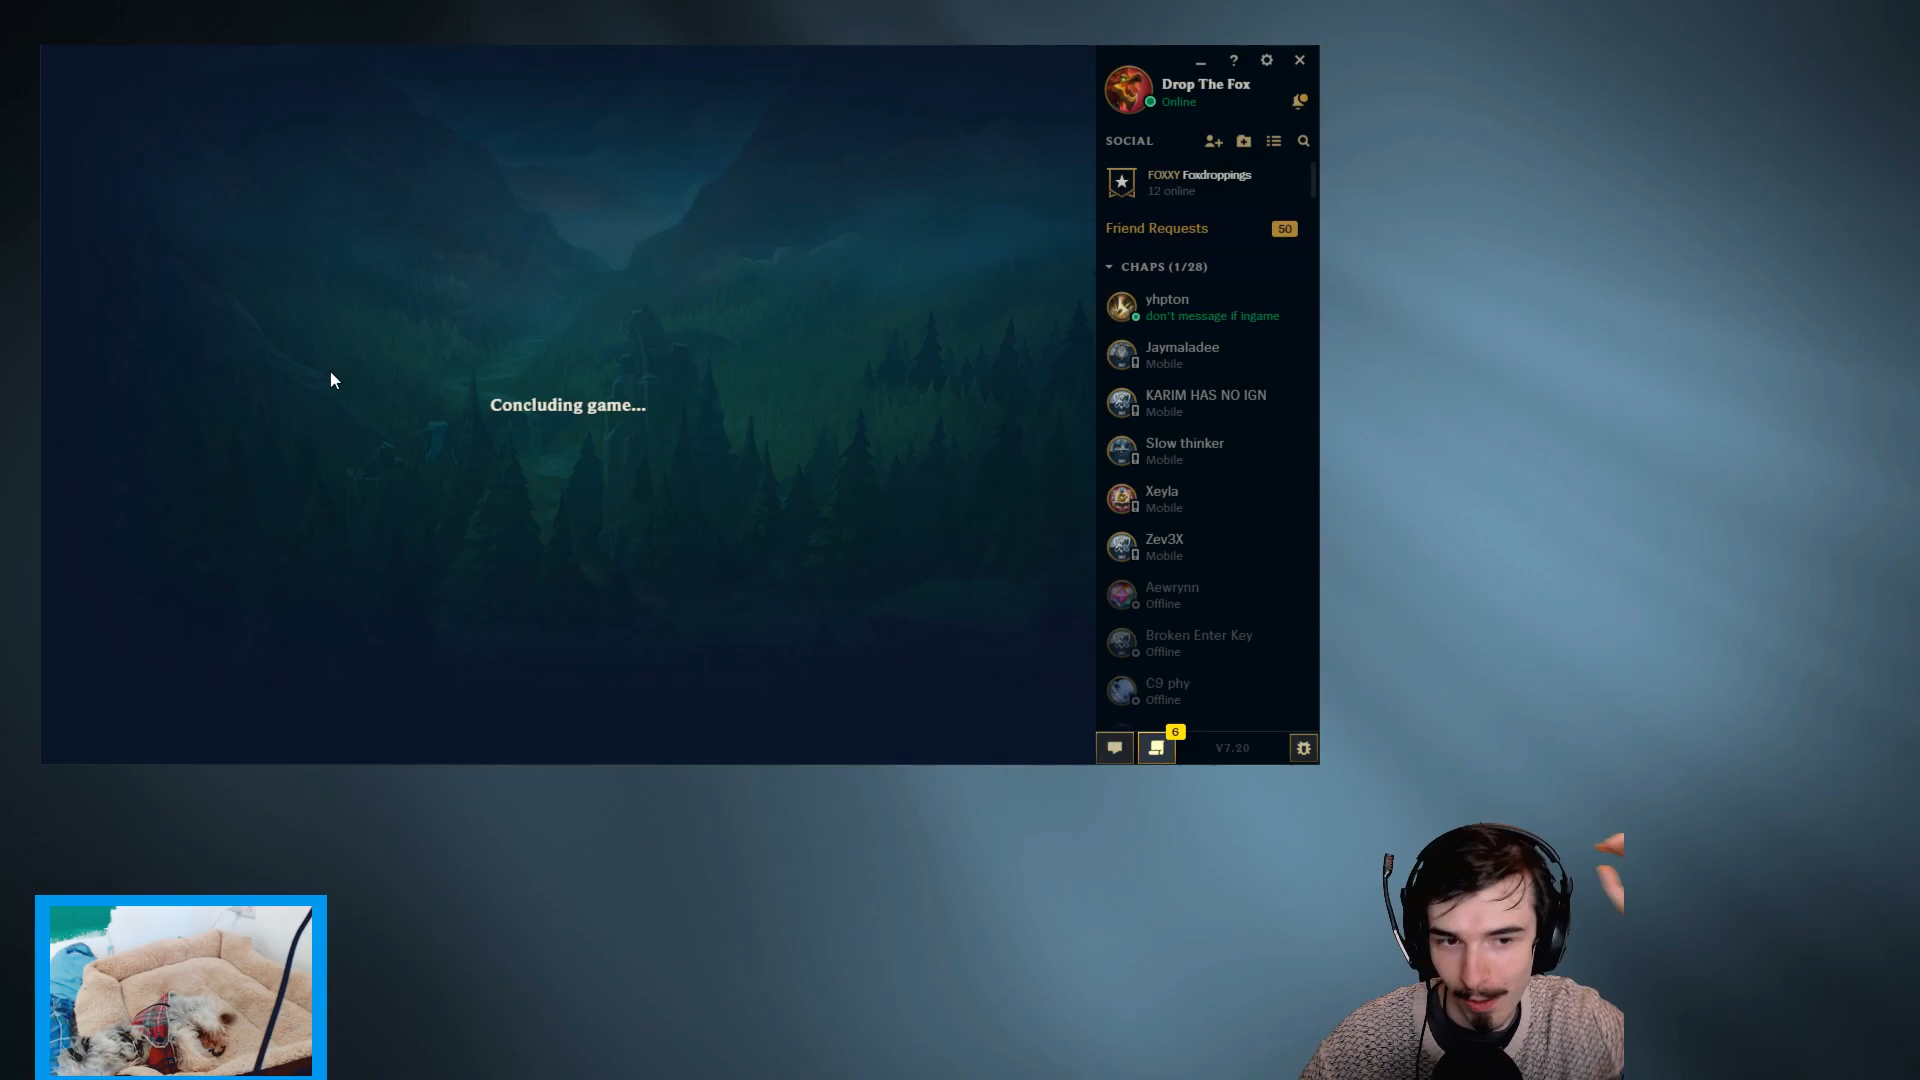 ?
Drop The Fox
Online
SOCIAL
FOXXY Foxdroppings
12 online
Friend Requests 50
CHAPS (1/28)
yhpton
don't message if ingame
Jaymaladee
Mobile
KARIM HAS NO IGN
Mobile
Concluding game...
Slow thinker
Mobile
Xeyla
Mobile
Zev3X
Mobile
Aewrynn
Offline
Broken Enter Key
Offline
C9 phy
Offline
6
V7.20